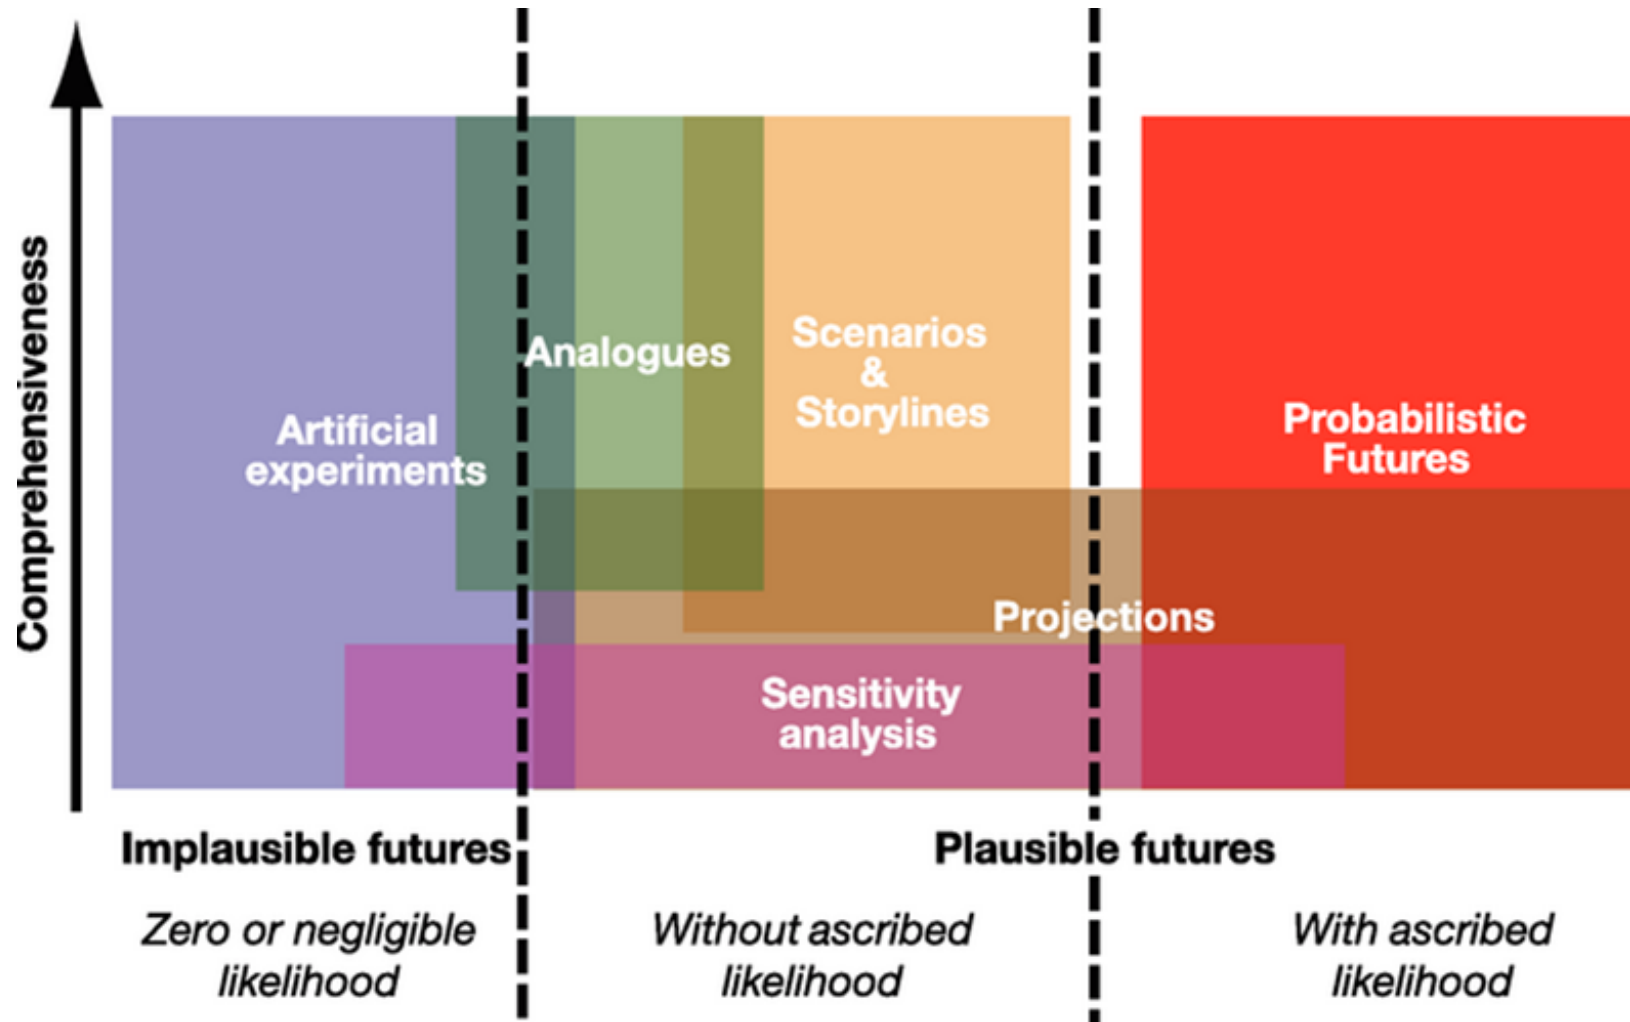 Comprehensiveness
Artificial
experiments
Analogues
Scenarios
&
Storylines
Probabilistic
Futures
Projections
Sensitivity
analysis
Implausible futures
Plausible futures
Zero or negligible
likelihood
Without ascribed
likelihood
With ascribed
likelihood